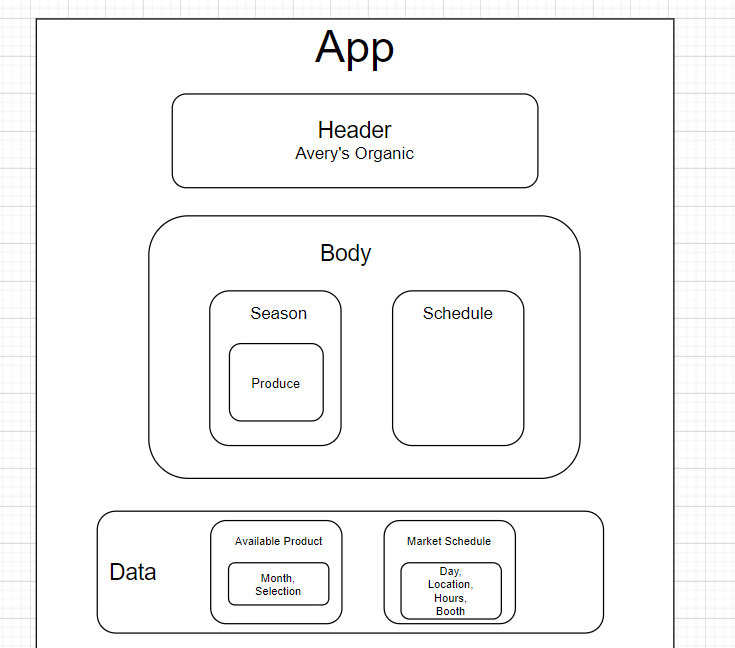 App
Header
Avery's Organic
Body
Season
Produce
Schedule
Data
Available Product
Month,
Selection
Market Schedule
Day,
Location,
Hours,
Booth